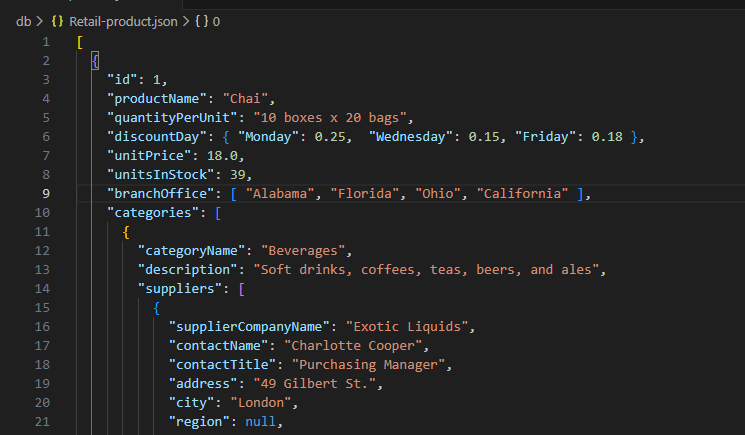 db > {} Retail-product.json > {} 0
1 [
2 {
3 "id": 1,
4 "productName": "Chai",
5 "quantityPerUnit": "10 boxes x 20 bags",
6 "discountDay": { "Monday": 0.25,  "Wednesday": 0.15, "Friday": 0.18 },
7 "unitPrice": 18.0,
8 "unitsInStock": 39,
9 "branchOffice": [ "Alabama", "Florida", "Ohio", "California" ],
10 "categories": [
11 {
12 "categoryName": "Beverages",
13 "description": "Soft drinks, coffees, teas, beers, and ales",
14 "suppliers": [
15 {
16 "supplierCompanyName": "Exotic Liquids",
17 "contactName": "Charlotte Cooper",
18 "contactTitle": "Purchasing Manager",
19 "address": "49 Gilbert St.",
20 "city": "London",
21 "region": null,